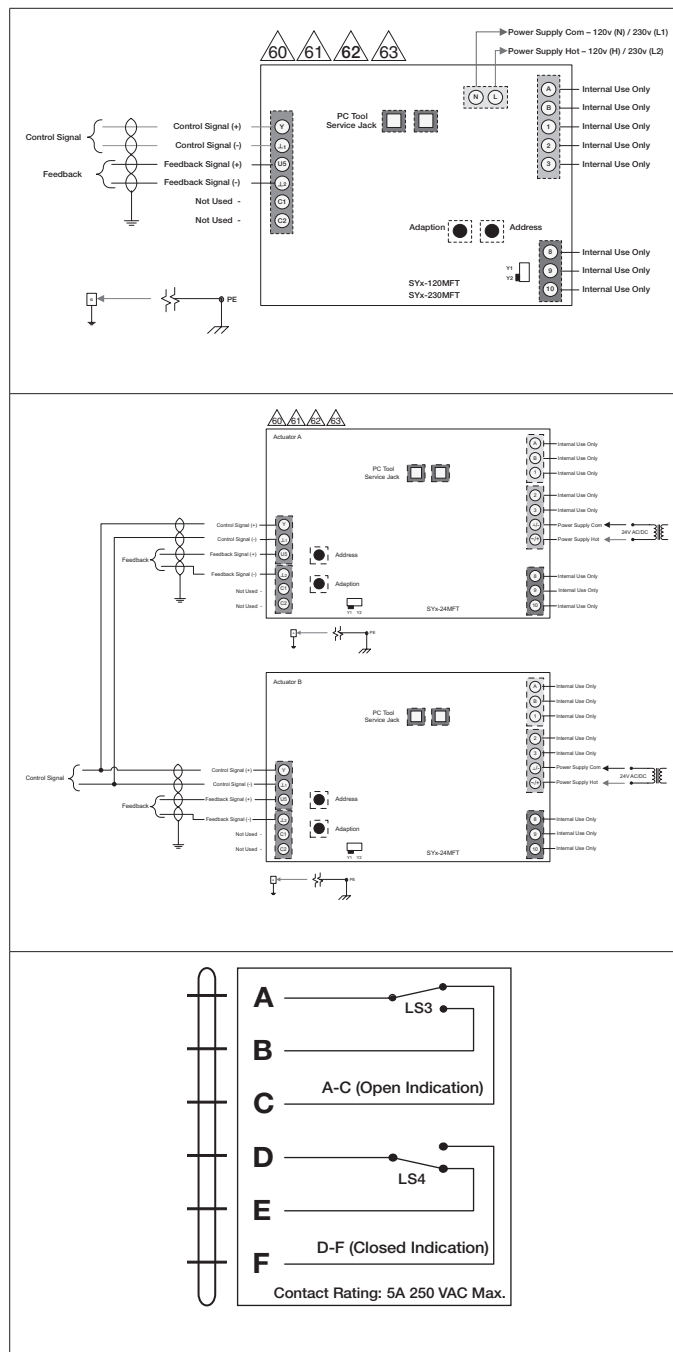 Power Supply Com – 120v (N) / 230v (L1)
Power Supply Hot – 120v (H) / 230v (L2)
60 61 62 63
N L
PC Tool
Service Jack
A Internal Use Only
B Internal Use Only
1 Internal Use Only
2 Internal Use Only
3 Internal Use Only
Control Signal
Control Signal (+) Y
Control Signal (-) ⊥1
Feedback
Feedback Signal (+) U5
Feedback Signal (-) ⊥2
Not Used - C1
Not Used - C2
Adaption Address
Y1
Y2
8 Internal Use Only
9 Internal Use Only
10 Internal Use Only
SYx-120MFT
SYx-230MFT
PE
60 61 62 63
Actuator A
PC Tool
Service Jack
A Internal Use Only
B Internal Use Only
1 Internal Use Only
2 Internal Use Only
3 Internal Use Only
Power Supply Com
24V AC/DC
~/+ Power Supply Hot
Control Signal (+) Y
Control Signal (-) ⊥1
Feedback
Feedback Signal (+) U5
Feedback Signal (-) ⊥2
Not Used - C1
Not Used - C2
Address
Adaption
Y1 Y2
SYx-24MFT
8 Internal Use Only
9 Internal Use Only
10 Internal Use Only
PE
Actuator B
PC Tool
Service Jack
A Internal Use Only
B Internal Use Only
1 Internal Use Only
2 Internal Use Only
3 Internal Use Only
Power Supply Com
24V AC/DC
~/+ Power Supply Hot
Control Signal
Control Signal (+) Y
Control Signal (-) ⊥1
Feedback
Feedback Signal (+) U5
Feedback Signal (-) ⊥2
Not Used - C1
Not Used - C2
Address
Adaption
Y1 Y2
SYx-24MFT
8 Internal Use Only
9 Internal Use Only
10 Internal Use Only
PE
A
LS3
B
A-C (Open Indication)
C
D
LS4
E
D-F (Closed Indication)
F
Contact Rating: 5A 250 VAC Max.